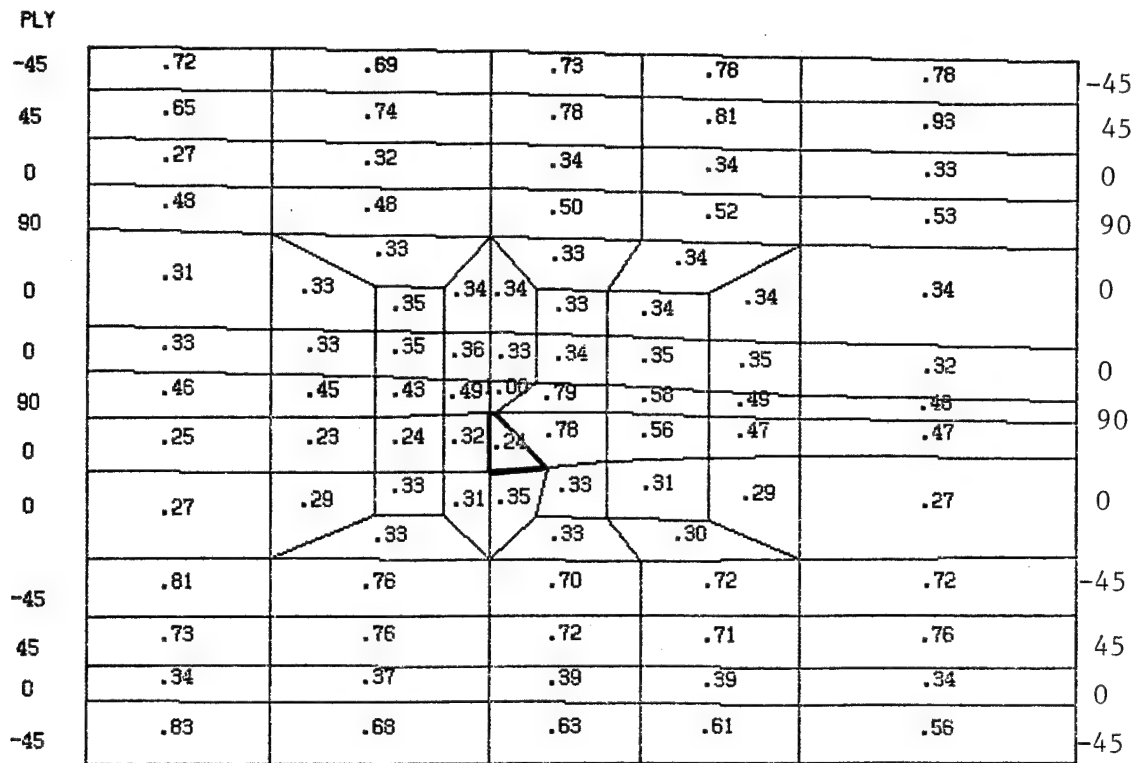 PLY
-45 .72 .69 .73 .78 .78 -45
45 .65 .74 .78 .81 .93 45
0 .27 .32 .34 .34 .33 0
90 .48 .48 .50 .52 .53 90
.33 .33 .34
0 .31 .33 .35 .34 .34 .33 .34 .34 .34 0
0 .33 .33 .35 .36 .33 .34 .35 .35 .32 0
90 .46 .45 .43 .49 .00 .79 .58 .49 .48 90
0 .25 .23 .24 .32 .24 .78 .56 .47 .47
0 .27 .29 .33 .31 .35 .33 .31 .29 .27 0
.33 .33 .30
-45 .81 .76 .70 .72 .72 -45
45 .73 .76 .72 .71 .76 45
0 .34 .37 .39 .39 .34 0
-45 .83 .68 .63 .61 .56 -45